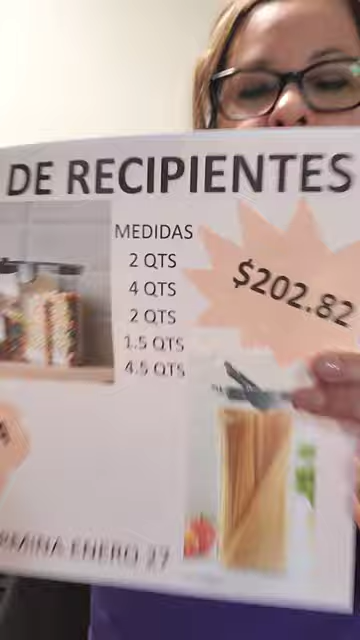 DE RECIPIENTES
MEDIDAS
2 QTS
4 QTS
2 QTS
1.5 QTS
4.5 QTS
$202.82
RMINA ENERO 27